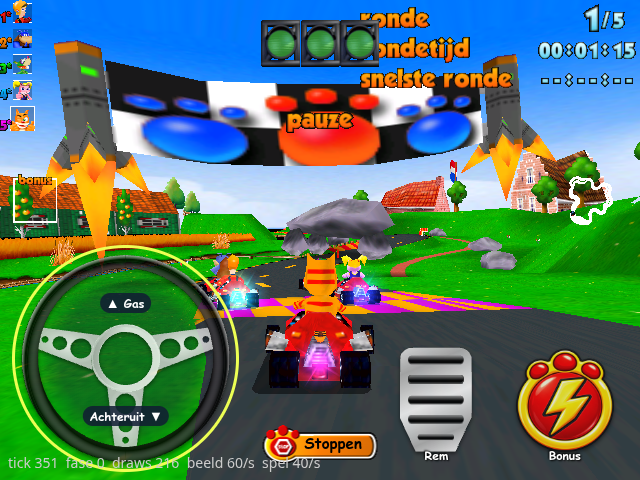 1°
2°
3°
4°
5°
ronde
rondetijd
snelste ronde
1/5
00:01:15
--:--:--
pauze
bonus
▲ Gas
Achteruit ▼
Stoppen
Rem
Bonus
tick 351 fase 0 draws 216 beeld 60/s spel 40/s